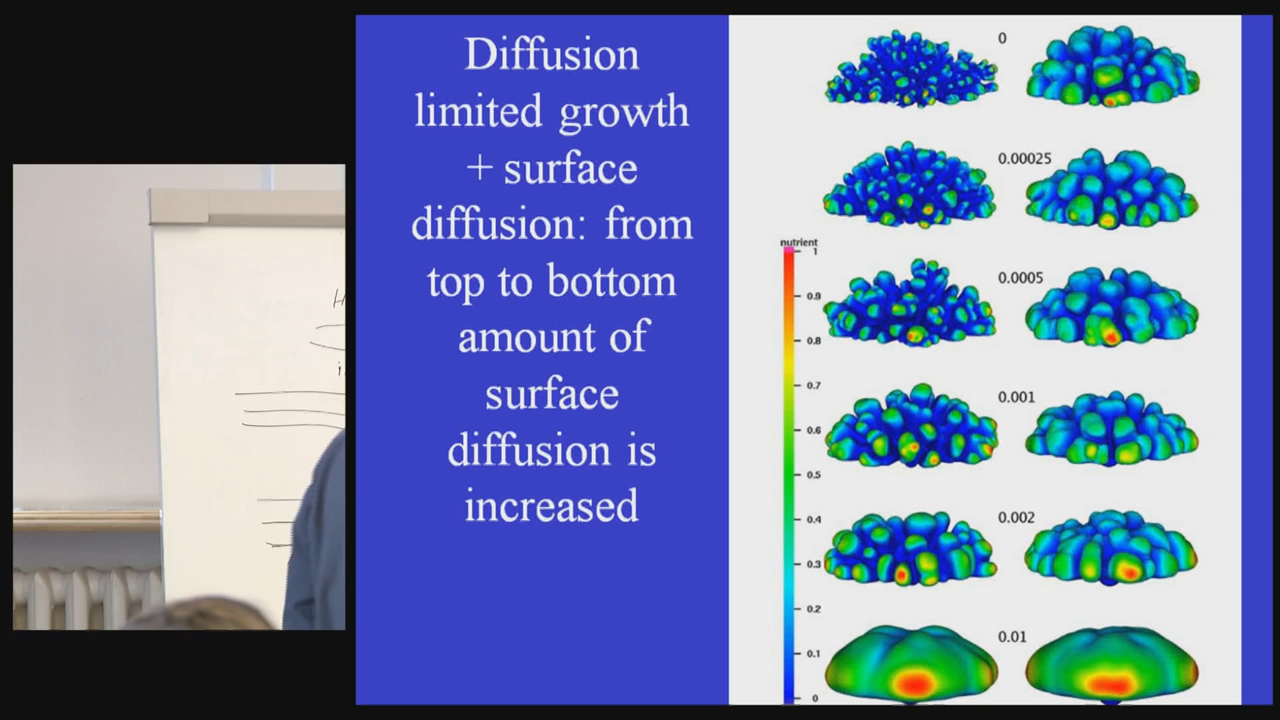 Diffusion
limited growth
+ surface
diffusion: from
top to bottom
amount of
surface
diffusion is
increased
0
0.00025
0.0005
0.001
0.002
0.01
nutrient
1
0.9
0.8
0.7
0.6
0.5
0.4
0.3
0.2
0.1
0
H